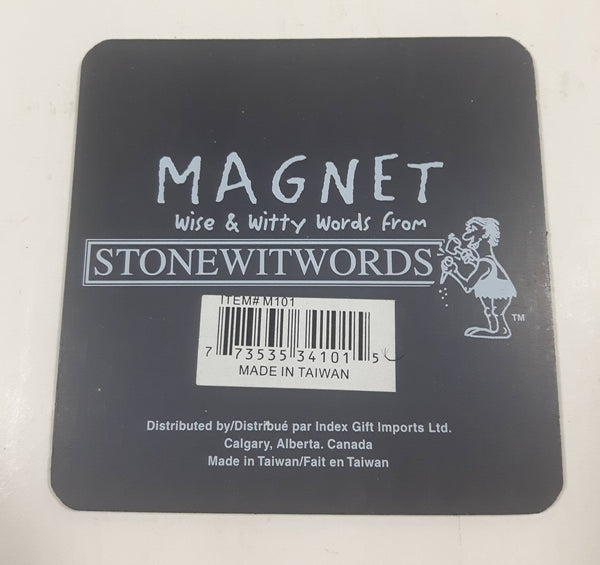 MAGNET
Wise & Witty Words from
STONEWITWORDS
TM
ITEM# M101
7 73535 34101 5
MADE IN TAIWAN
Distributed by/Distribué par Index Gift Imports Ltd.
Calgary, Alberta. Canada
Made in Taiwan/Fait en Taiwan